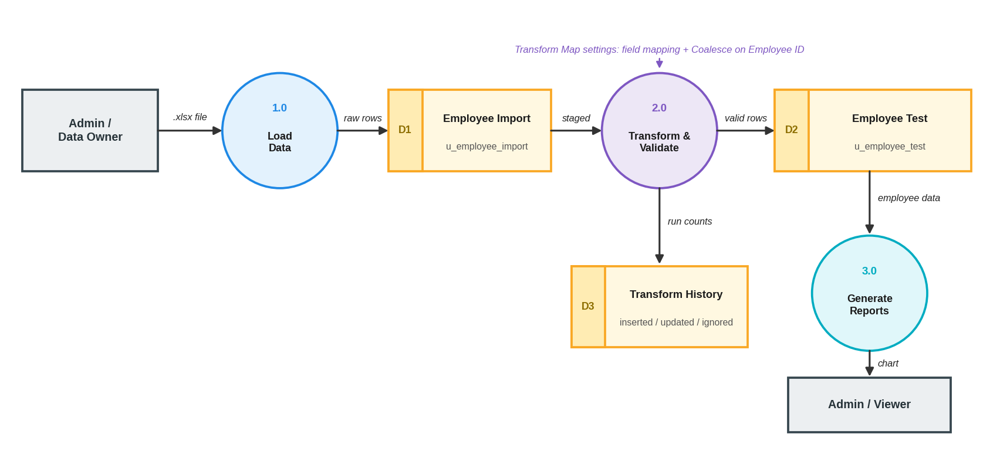 Transform Map settings: field mapping + Coalesce on Employee ID
Admin /
Data Owner
.xlsx file
1.0
Load
Data
raw rows
D1
Employee Import
u_employee_import
staged
2.0
Transform &
Validate
valid rows
D2
Employee Test
u_employee_test
run counts
employee data
D3
Transform History
inserted / updated / ignored
3.0
Generate
Reports
chart
Admin / Viewer